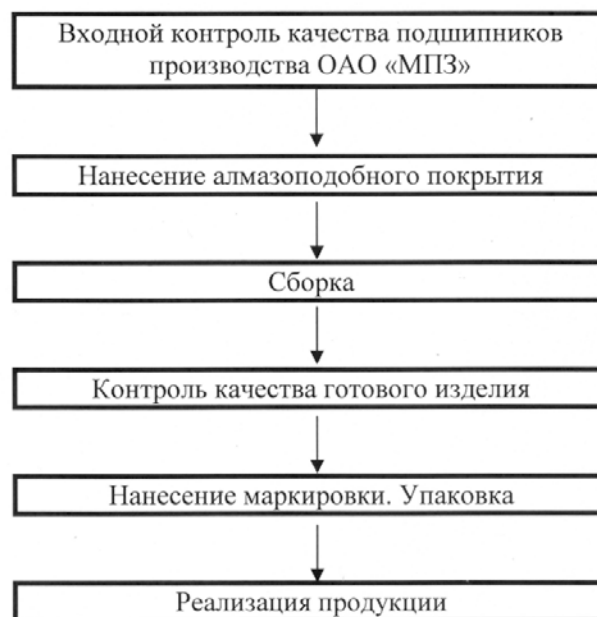 Входной контроль качества подшипников
производства ОАО «МПЗ»
Нанесение алмазоподобного покрытия
Сборка
Контроль качества готового изделия
Нанесение маркировки. Упаковка
Реализация продукции